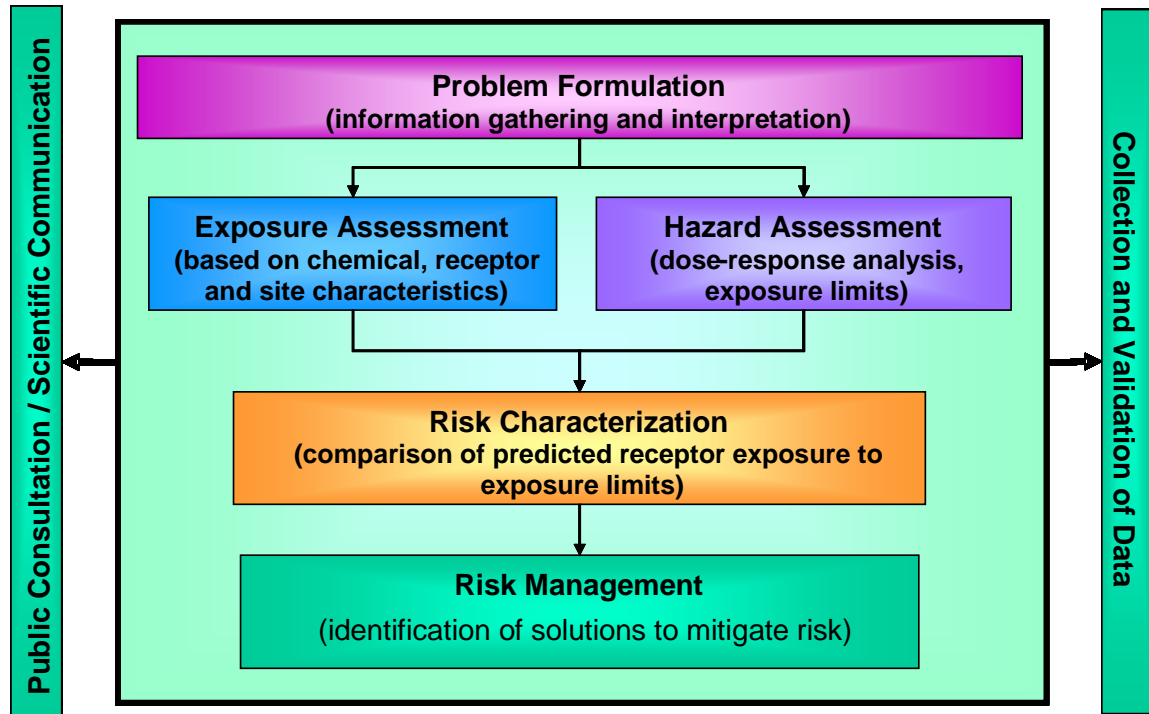 Public Consultation / Scientific Communication
Problem Formulation
(information gathering and interpretation)
Exposure Assessment
(based on chemical, receptor
and site characteristics)
Hazard Assessment
(dose-response analysis,
exposure limits)
Risk Characterization
(comparison of predicted receptor exposure to
exposure limits)
Risk Management
(identification of solutions to mitigate risk)
Collection and Validation of Data